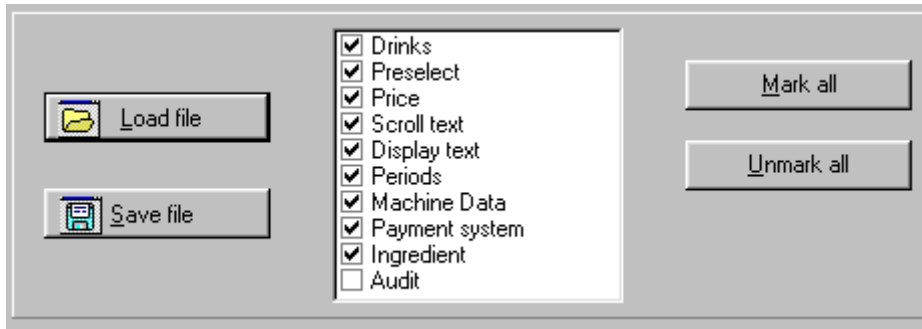 Load file
Save file
Drinks
Preselect
Price
Scroll text
Display text
Periods
Machine Data
Payment system
Ingredient
Audit
Mark all
Unmark all